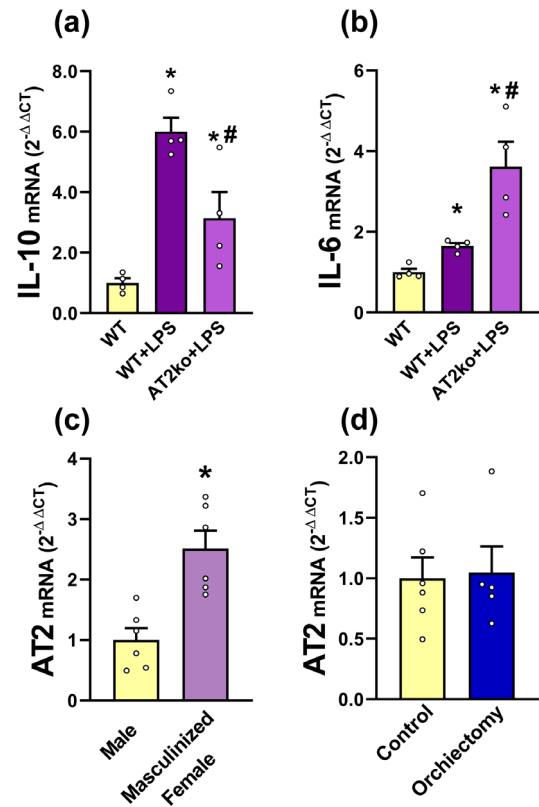 (a)
IL-10 mRNA (2-Δ ΔCT)
8.0
6.0
4.0
2.0
0.0
*
*#
WT
WT+LPS
AT2ko+LPS
(b)
IL-6 mRNA (2-Δ ΔCT)
6
4
2
0
*
*#
WT
WT+LPS
AT2ko+LPS
(c)
AT2 mRNA (2-Δ ΔCT)
4
3
2
1
0
*
Male
Masculinized
Female
(d)
AT2 mRNA (2-Δ ΔCT)
2.0
1.5
1.0
0.5
0.0
Control
Orchiectomy